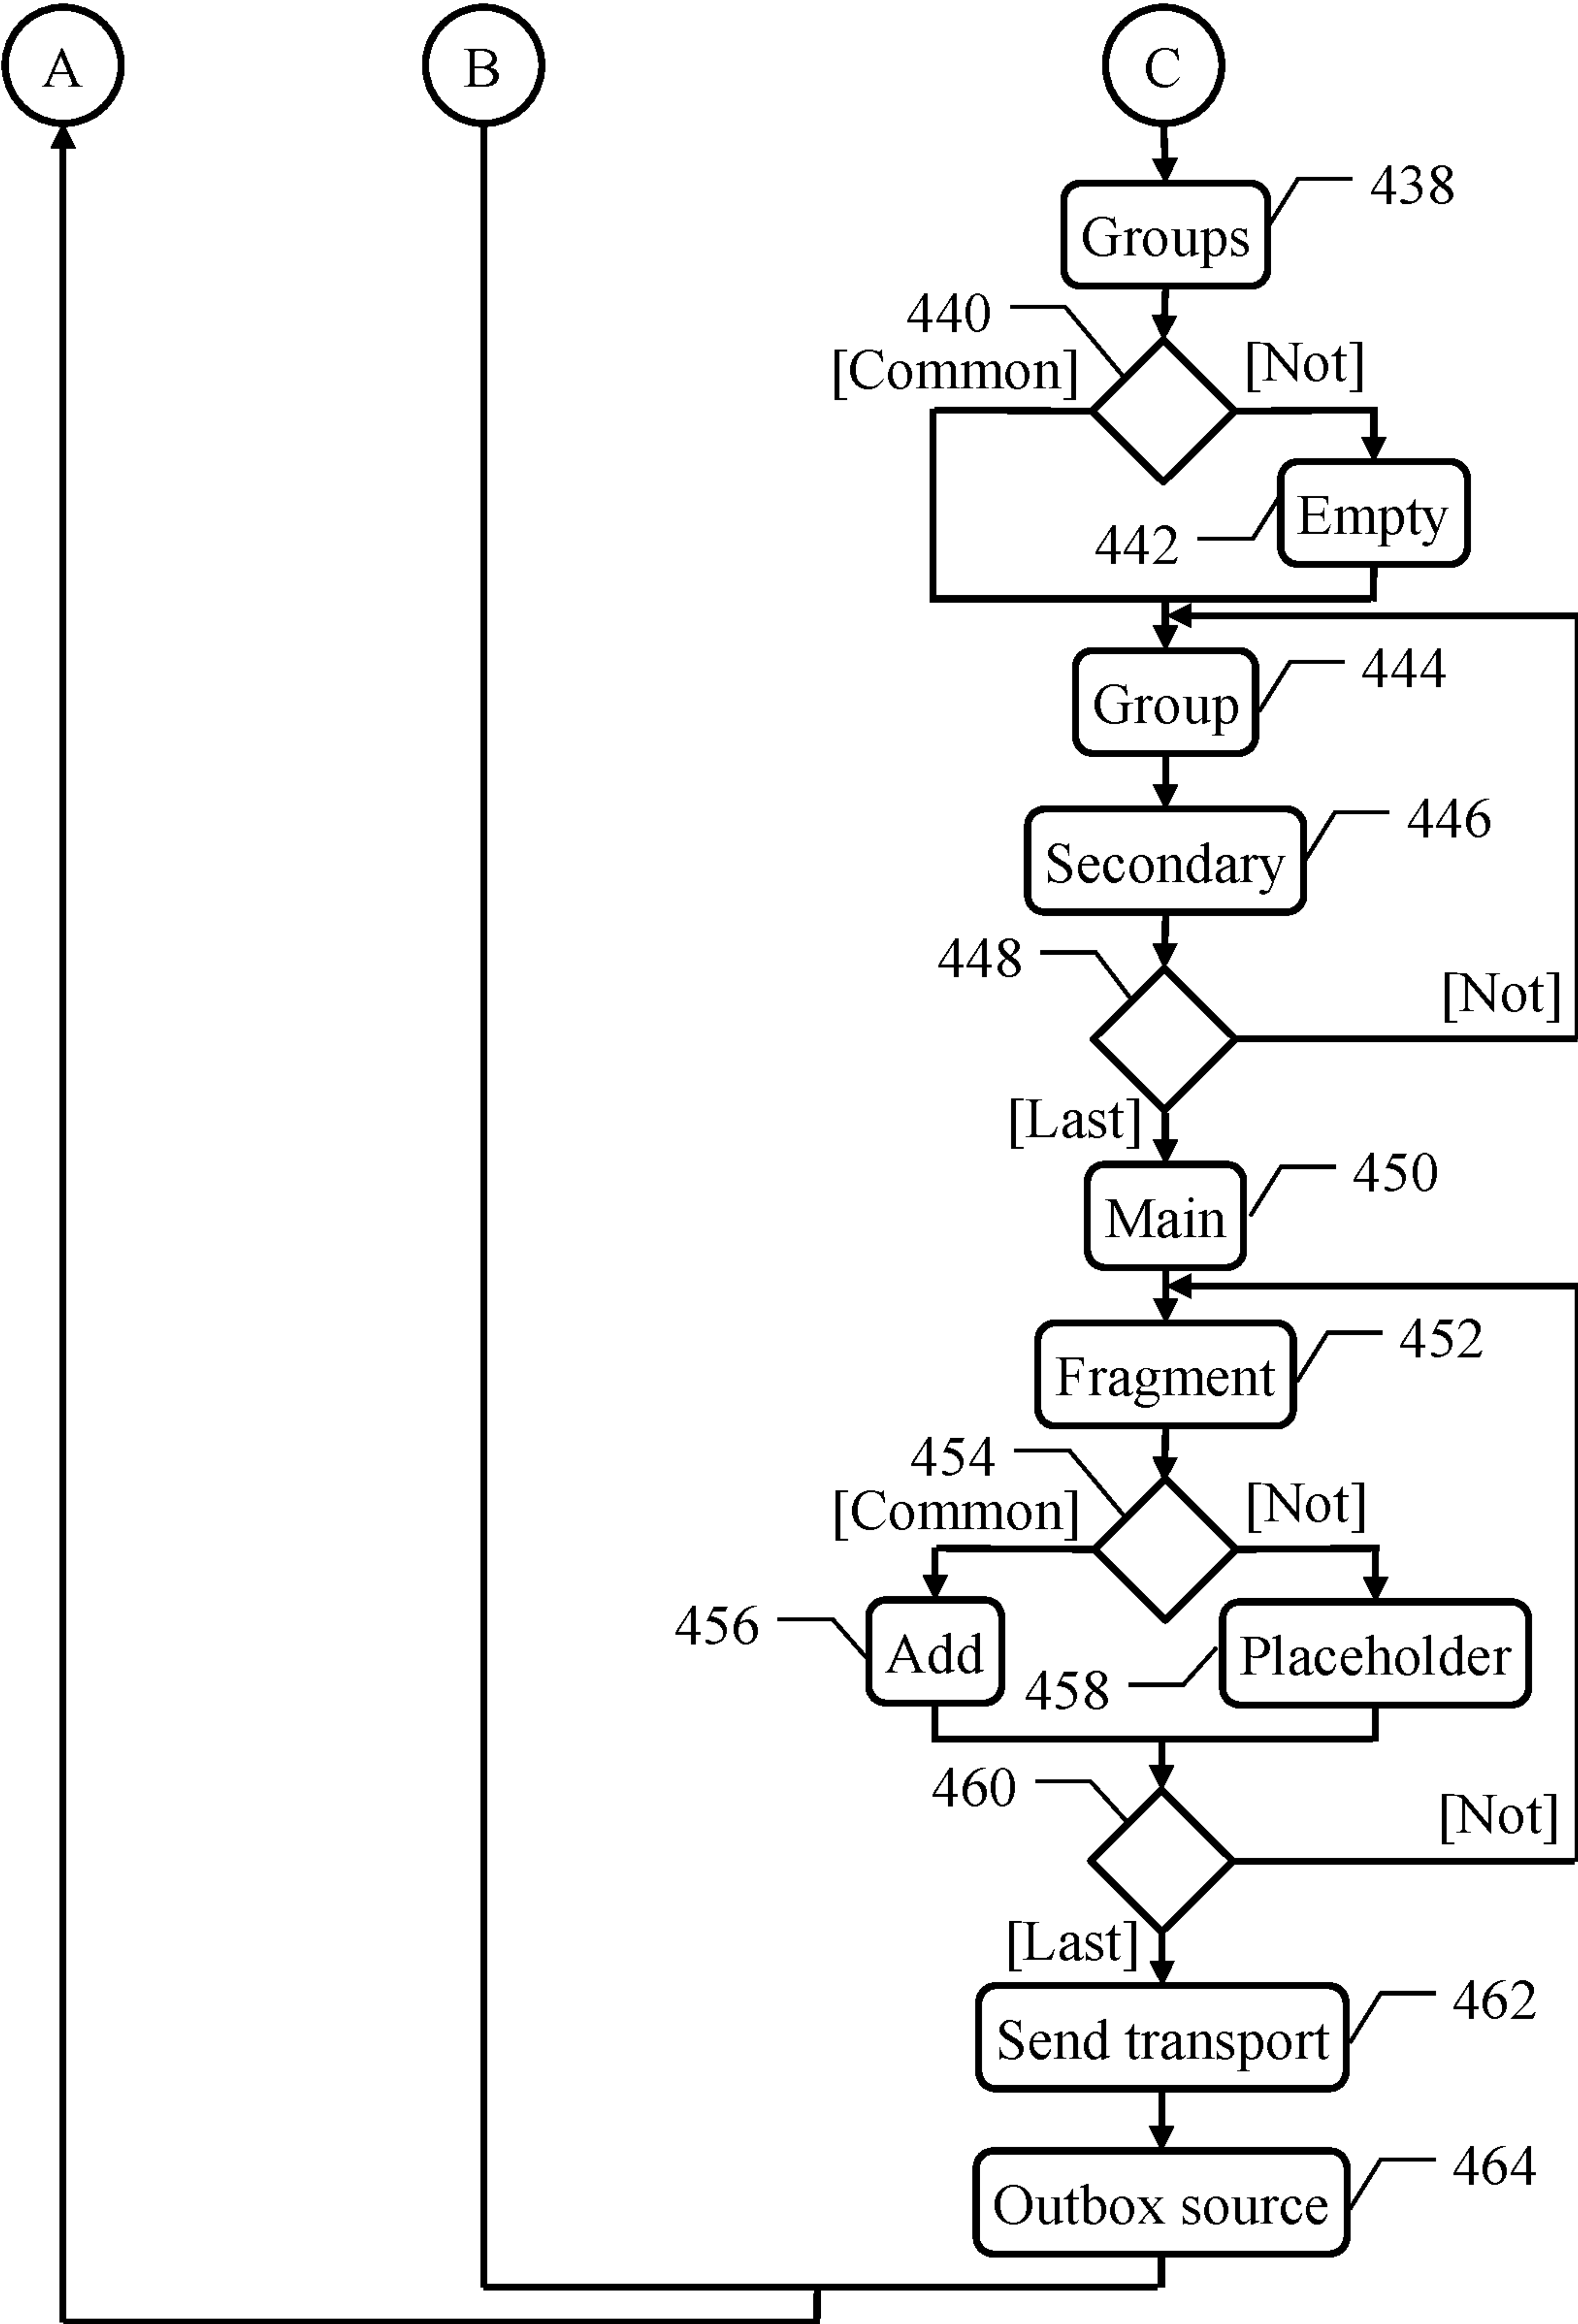 A
B
C
438
Groups
440
[Common]
[Not]
442
Empty
444
Group
446
Secondary
448
[Not]
[Last]
450
Main
452
Fragment
454
[Common]
[Not]
456
Add
458
Placeholder
460
[Not]
[Last]
462
Send transport
464
Outbox source